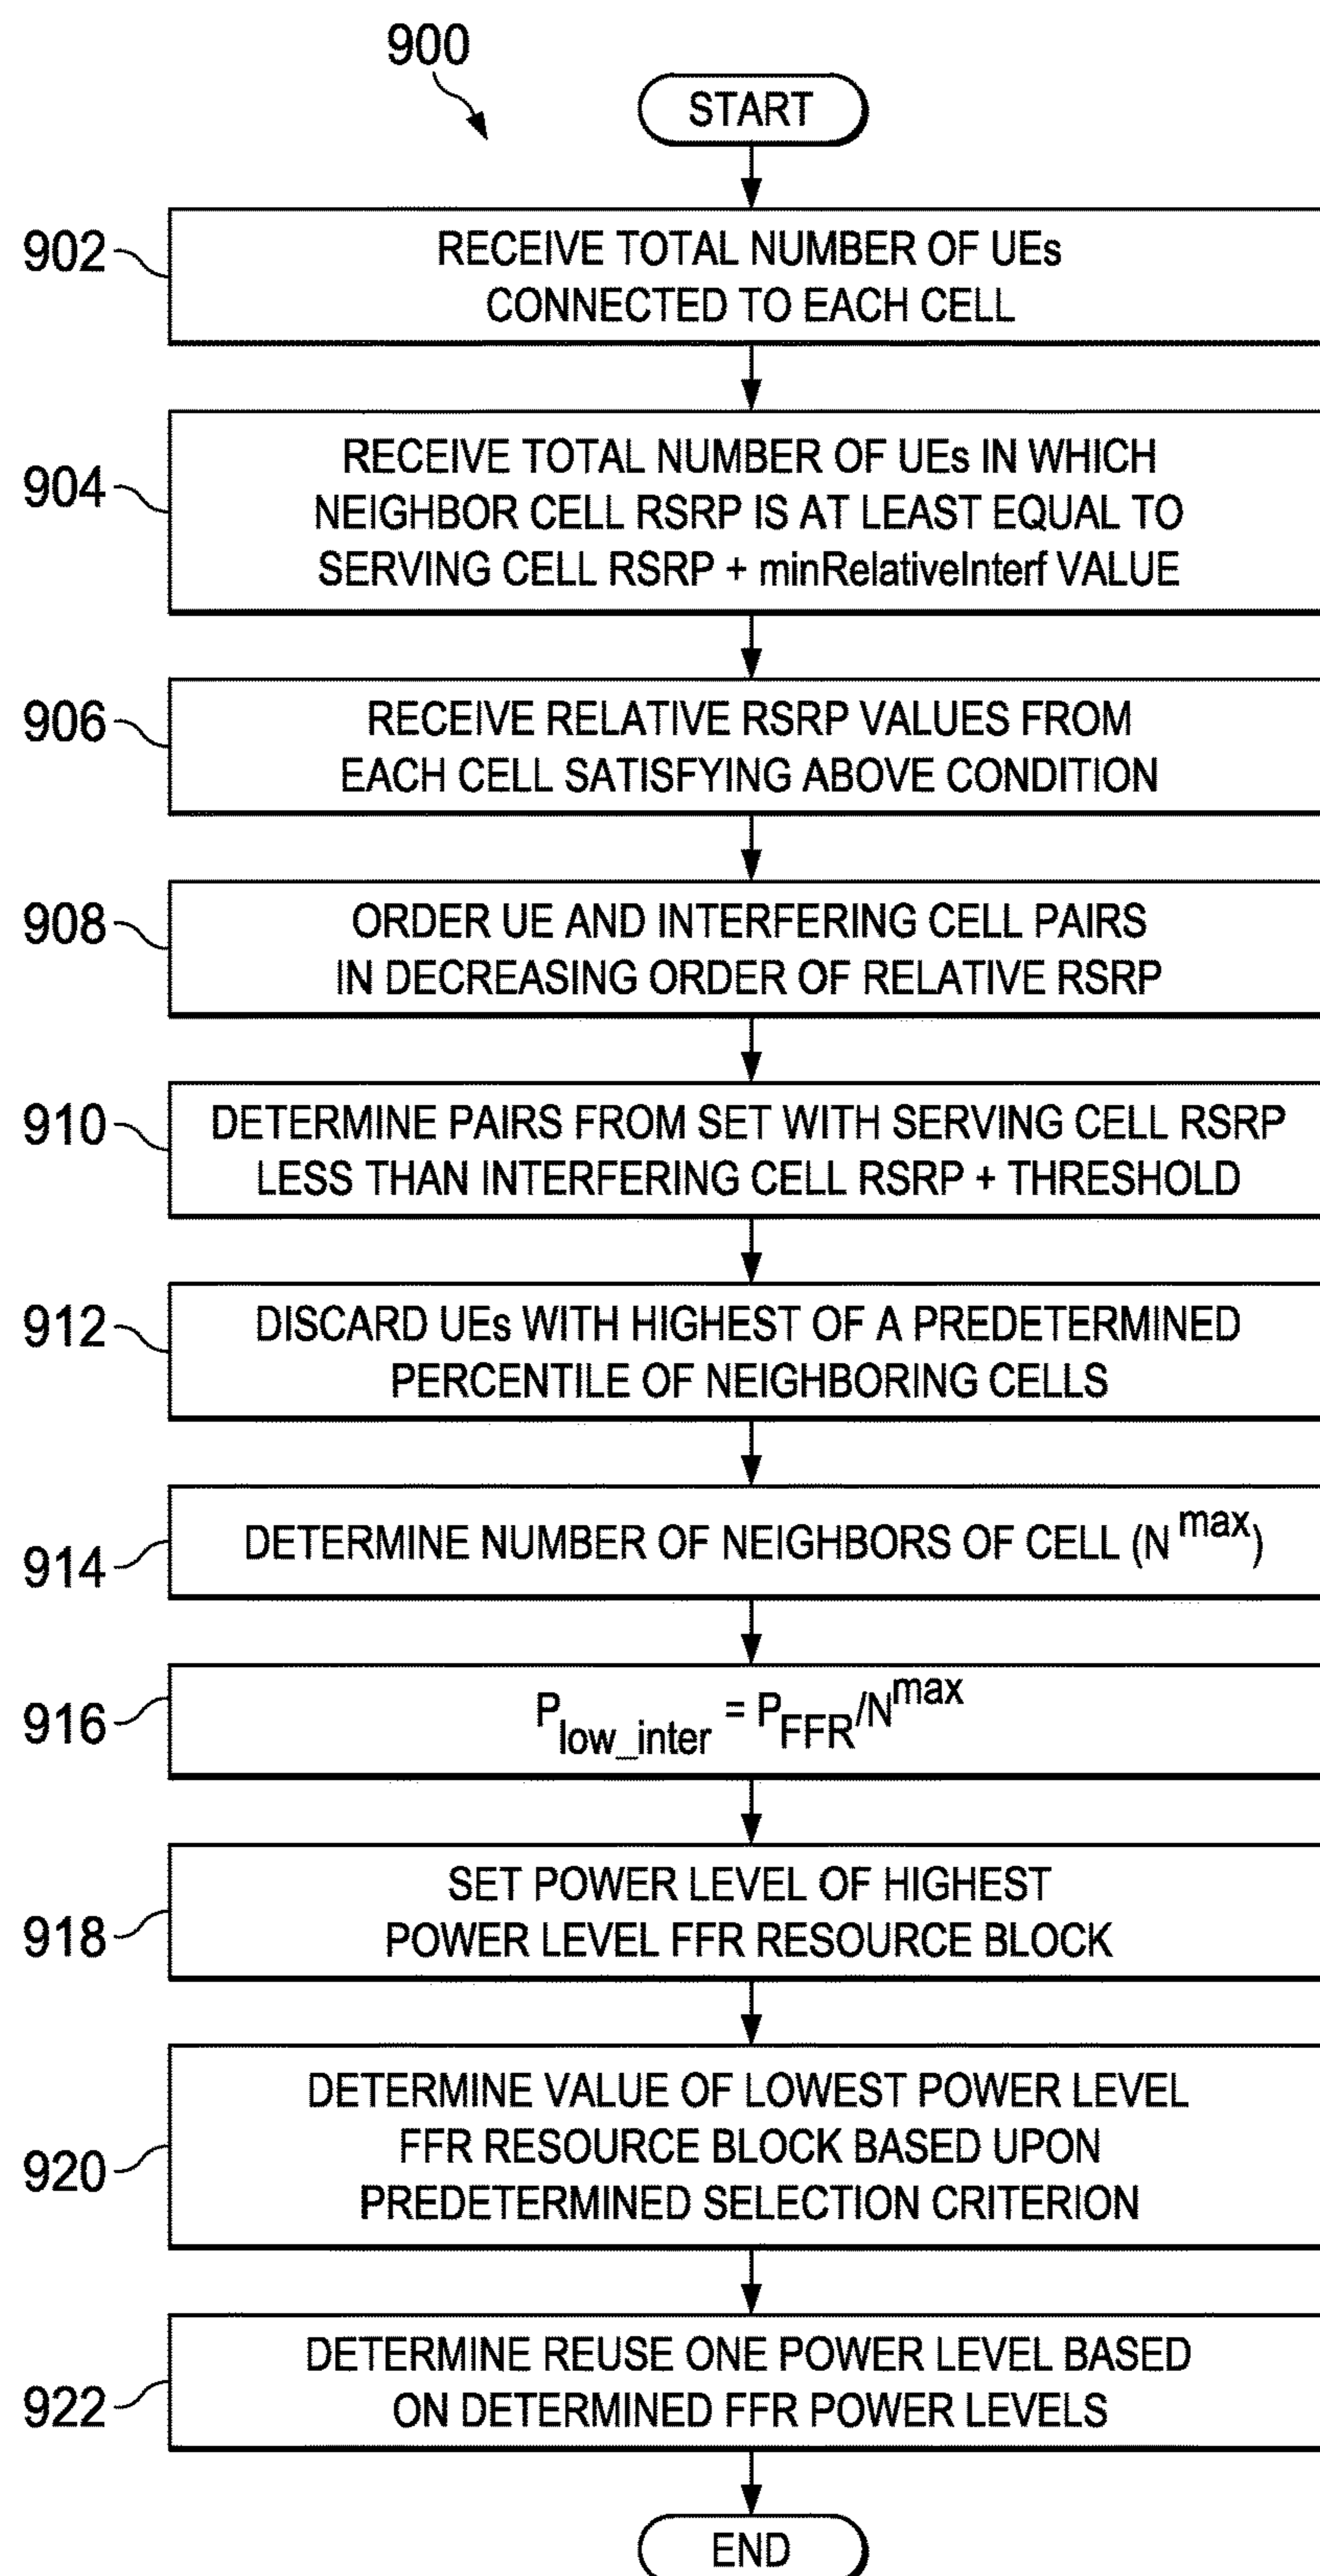 900
START
902
RECEIVE TOTAL NUMBER OF UEs
CONNECTED TO EACH CELL
904
RECEIVE TOTAL NUMBER OF UEs IN WHICH
NEIGHBOR CELL RSRP IS AT LEAST EQUAL TO
SERVING CELL RSRP + minRelativeInterf VALUE
906
RECEIVE RELATIVE RSRP VALUES FROM
EACH CELL SATISFYING ABOVE CONDITION
908
ORDER UE AND INTERFERING CELL PAIRS
IN DECREASING ORDER OF RELATIVE RSRP
910
DETERMINE PAIRS FROM SET WITH SERVING CELL RSRP
LESS THAN INTERFERING CELL RSRP + THRESHOLD
912
DISCARD UEs WITH HIGHEST OF A PREDETERMINED
PERCENTILE OF NEIGHBORING CELLS
914
DETERMINE NUMBER OF NEIGHBORS OF CELL (N^max)
916
P_low_inter = P_FFR/N^max
918
SET POWER LEVEL OF HIGHEST
POWER LEVEL FFR RESOURCE BLOCK
920
DETERMINE VALUE OF LOWEST POWER LEVEL
FFR RESOURCE BLOCK BASED UPON
PREDETERMINED SELECTION CRITERION
922
DETERMINE REUSE ONE POWER LEVEL BASED
ON DETERMINED FFR POWER LEVELS
END